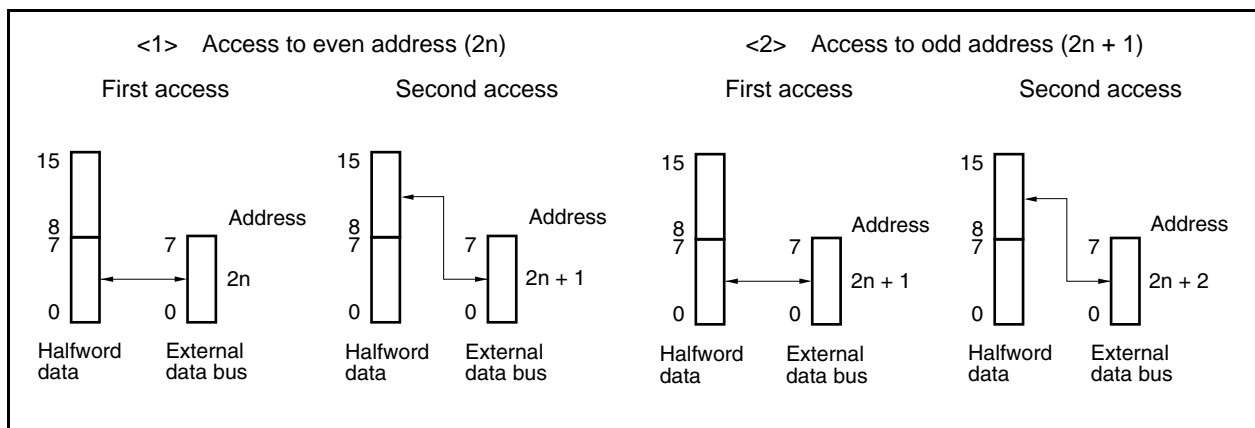 <1> Access to even address (2n)
First access
15
8
7
0
Halfword
data
7
0
External
data bus
Address
2n
Second access
15
8
7
0
Halfword
data
7
0
External
data bus
Address
2n + 1
<2> Access to odd address (2n + 1)
First access
15
8
7
0
Halfword
data
7
0
External
data bus
Address
2n + 1
Second access
15
8
7
0
Halfword
data
7
0
External
data bus
Address
2n + 2